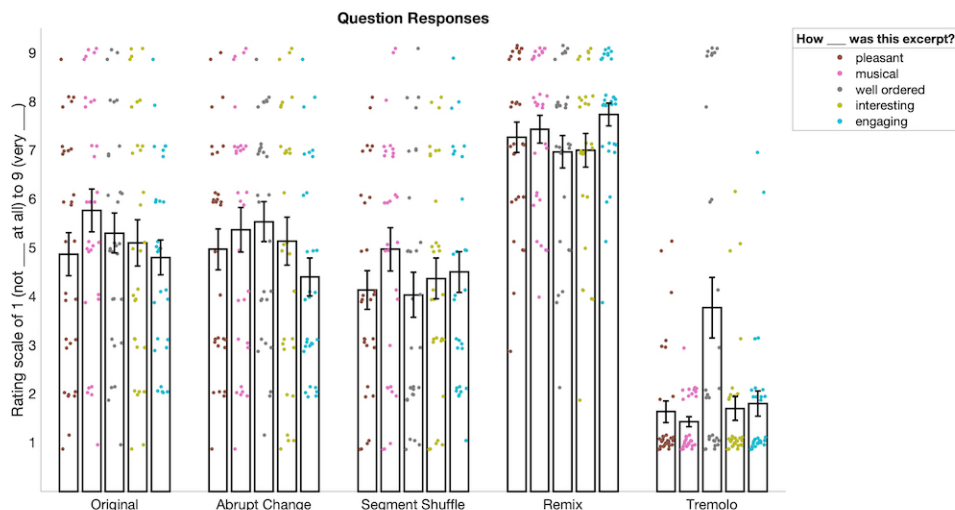 Question Responses
How ___ was this excerpt?
pleasant
musical
well ordered
interesting
engaging
Rating scale of 1 (not ___ at all) to 9 (very ___)
9
8
7
6
5
4
3
2
1
Original
Abrupt Change
Segment Shuffle
Remix
Tremolo